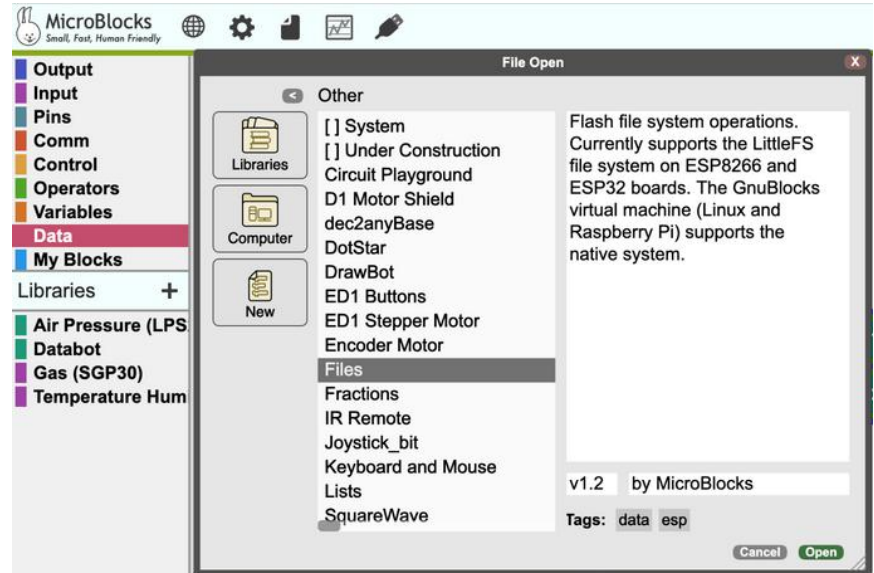 MicroBlocks
Small, Fast, Human Friendly
Output
Input
Pins
Comm
Control
Operators
Variables
Data
My Blocks
Libraries +
Air Pressure (LPS
Databot
Gas (SGP30)
Temperature Hum
File Open
X
< Other
Libraries
Computer
New
[ ] System
[ ] Under Construction
Circuit Playground
D1 Motor Shield
dec2anyBase
DotStar
DrawBot
ED1 Buttons
ED1 Stepper Motor
Encoder Motor
Files
Fractions
IR Remote
Joystick_bit
Keyboard and Mouse
Lists
SquareWave
Flash file system operations.
Currently supports the LittleFS
file system on ESP8266 and
ESP32 boards. The GnuBlocks
virtual machine (Linux and
Raspberry Pi) supports the
native system.
v1.2 by MicroBlocks
Tags: data esp
Cancel Open